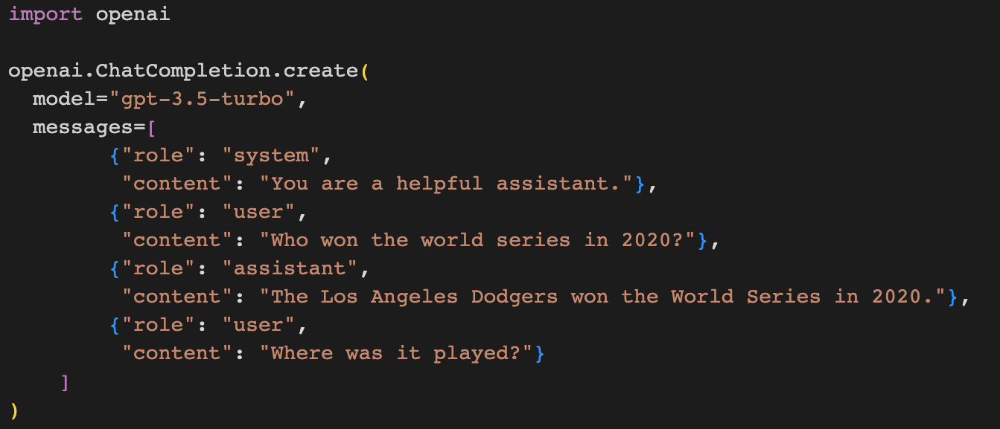 import openai

openai.ChatCompletion.create(
  model="gpt-3.5-turbo",
  messages=[
        {"role": "system",
         "content": "You are a helpful assistant."},
        {"role": "user",
         "content": "Who won the world series in 2020?"},
        {"role": "assistant",
         "content": "The Los Angeles Dodgers won the World Series in 2020."},
        {"role": "user",
         "content": "Where was it played?"}
    ]
)